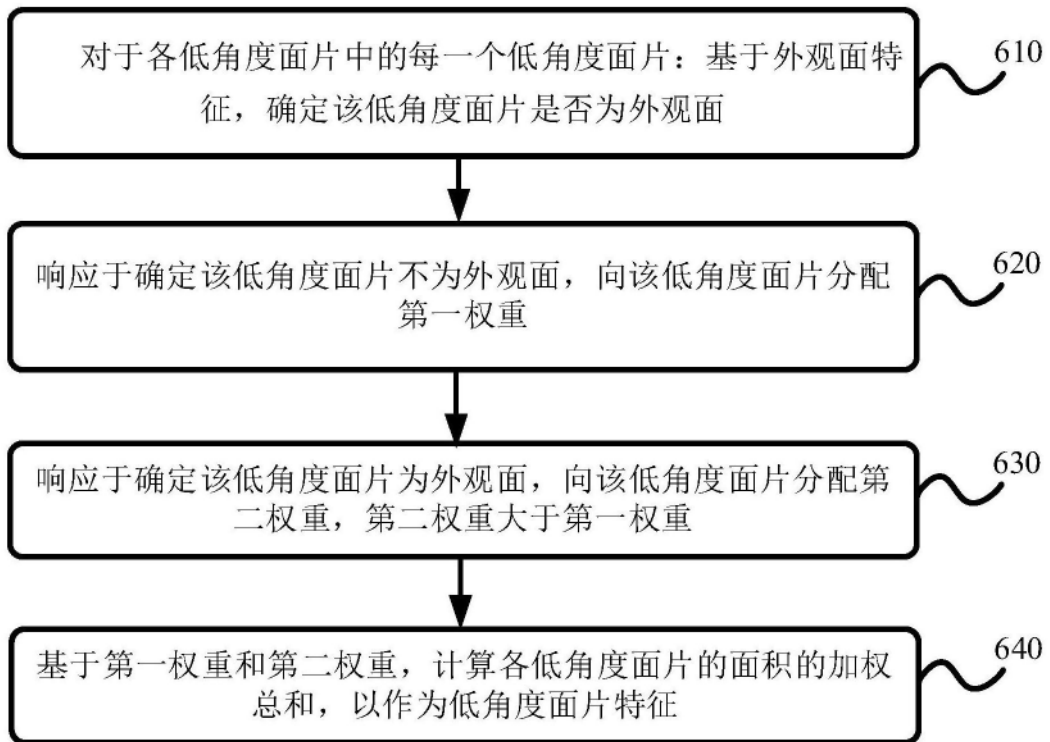 对于各低角度面片中的每一个低角度面片：基于外观面特
征，确定该低角度面片是否为外观面
610
响应于确定该低角度面片不为外观面，向该低角度面片分配
第一权重
620
响应于确定该低角度面片为外观面，向该低角度面片分配第
二权重，第二权重大于第一权重
630
基于第一权重和第二权重，计算各低角度面片的面积的加权
总和，以作为低角度面片特征
640